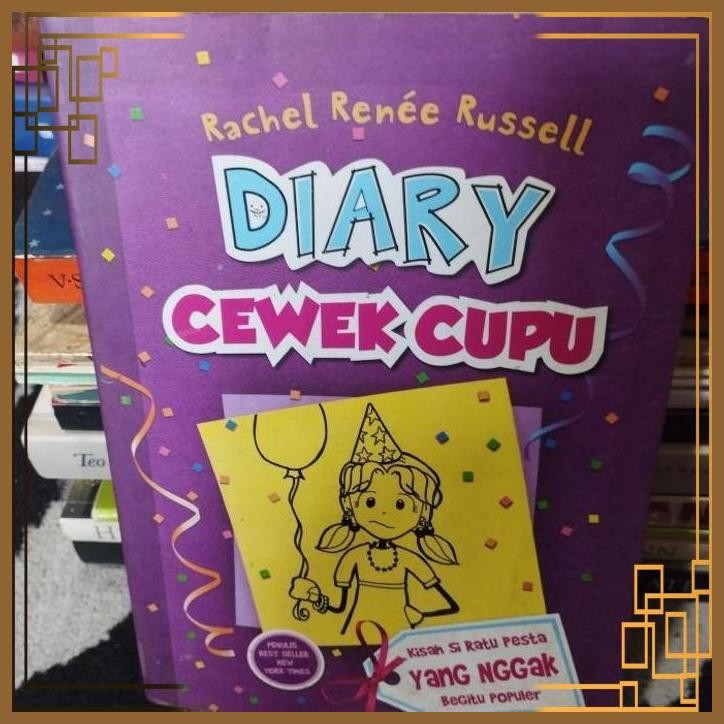 Rachel Renée Russell
DIARY
CEWEK CUPU
PENULIS
BEST SELLER
NEW
YORK TIMES
Kisah Si Ratu Pesta
YANG NGGak
BeGitu PoPuler
V·S
Teo
H